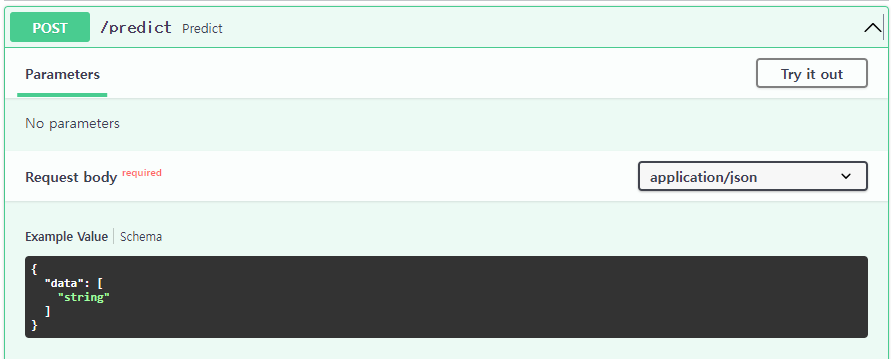 POST /predict Predict
Parameters Try it out
No parameters
Request body required application/json
Example Value Schema
{
"data": [
"string"
]
}